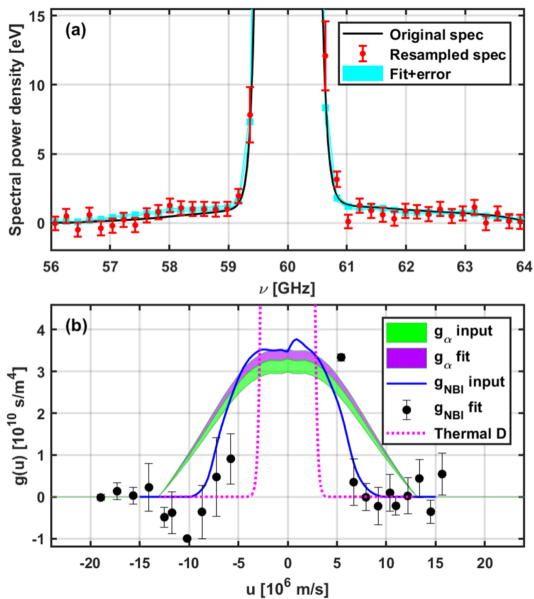 (a)
Original spec
Resampled spec
Fit+error
Spectral power density [eV]
15
10
5
0
56 57 58 59 60 61 62 63 64
ν [GHz]
(b)
g_α input
g_α fit
g_NBI input
g_NBI fit
Thermal D
g(u) [10^10 s/m^4]
4
3
2
1
0
-1
-20 -15 -10 -5 0 5 10 15 20
u [10^6 m/s]